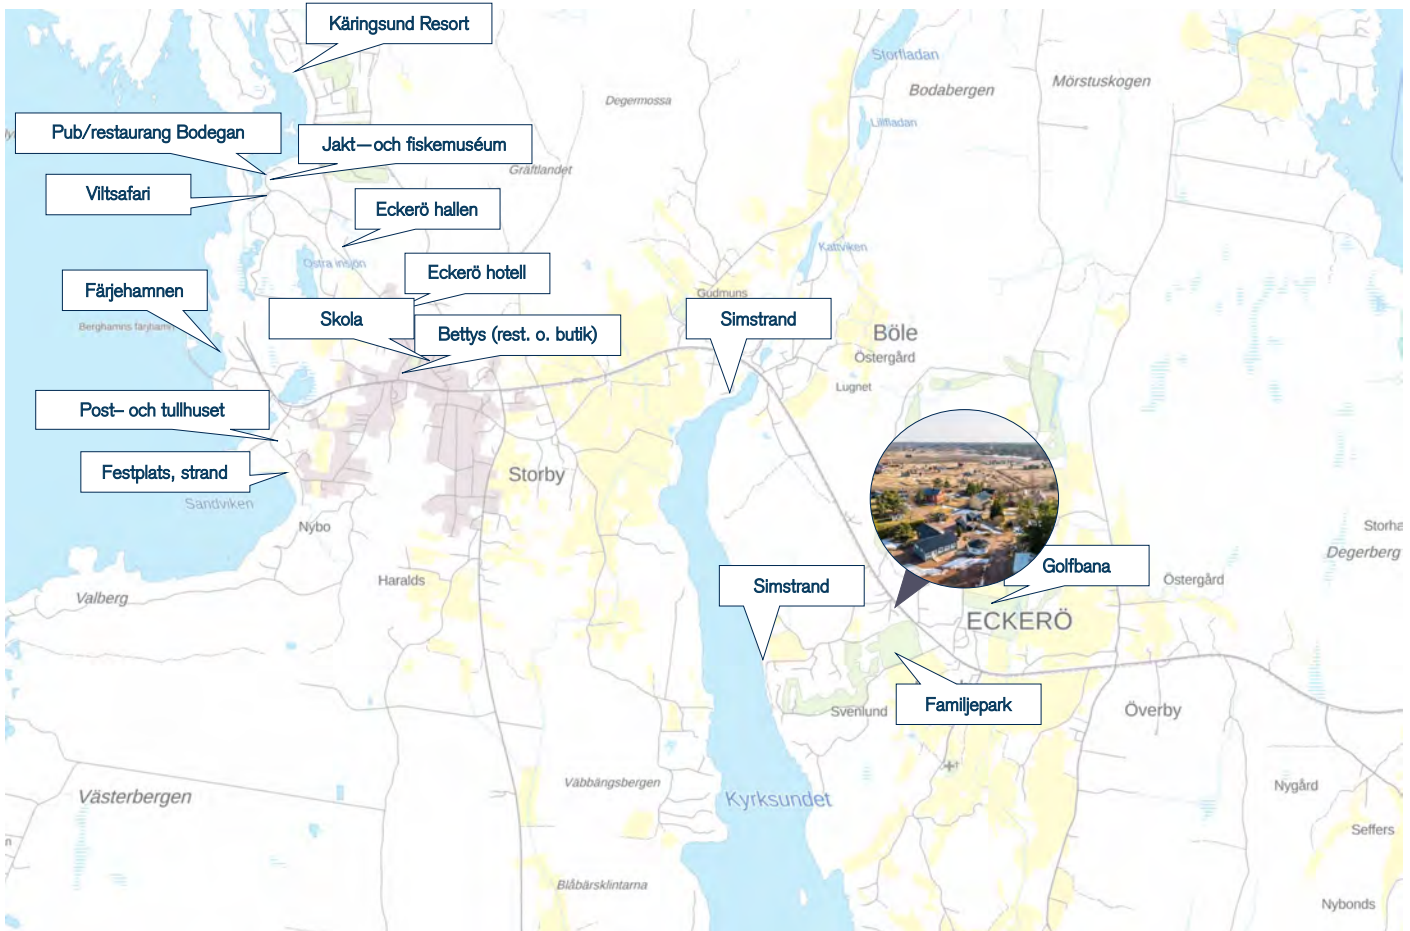 Käringsund Resort
Storfladan
Mörstuskogen
Bodabergen
Degermossa
Lillfladan
Pub/restaurang Bodegan
Jakt—och fiskemuséum
Gräftlandet
Viltsafari
Eckerö hallen
Kattviken
Östra insjön
Eckerö hotell
Färjehamnen
Gudmuns
Skola
Simstrand
Berghamns färjhamn
Bettys (rest. o. butik)
Böle
Östergård
Lugnet
Post– och tullhuset
Festplats, strand
Storby
Sandviken
Nybo
Storha
Degerberg
Golfbana
Haralds
Simstrand
Östergård
Valberg
ECKERÖ
Familjepark
Svenlund
Överby
Väbbängsbergen
Nygård
Västerbergen
Kyrksundet
Seffers
n
Blåbärsklintarna
Nybonds